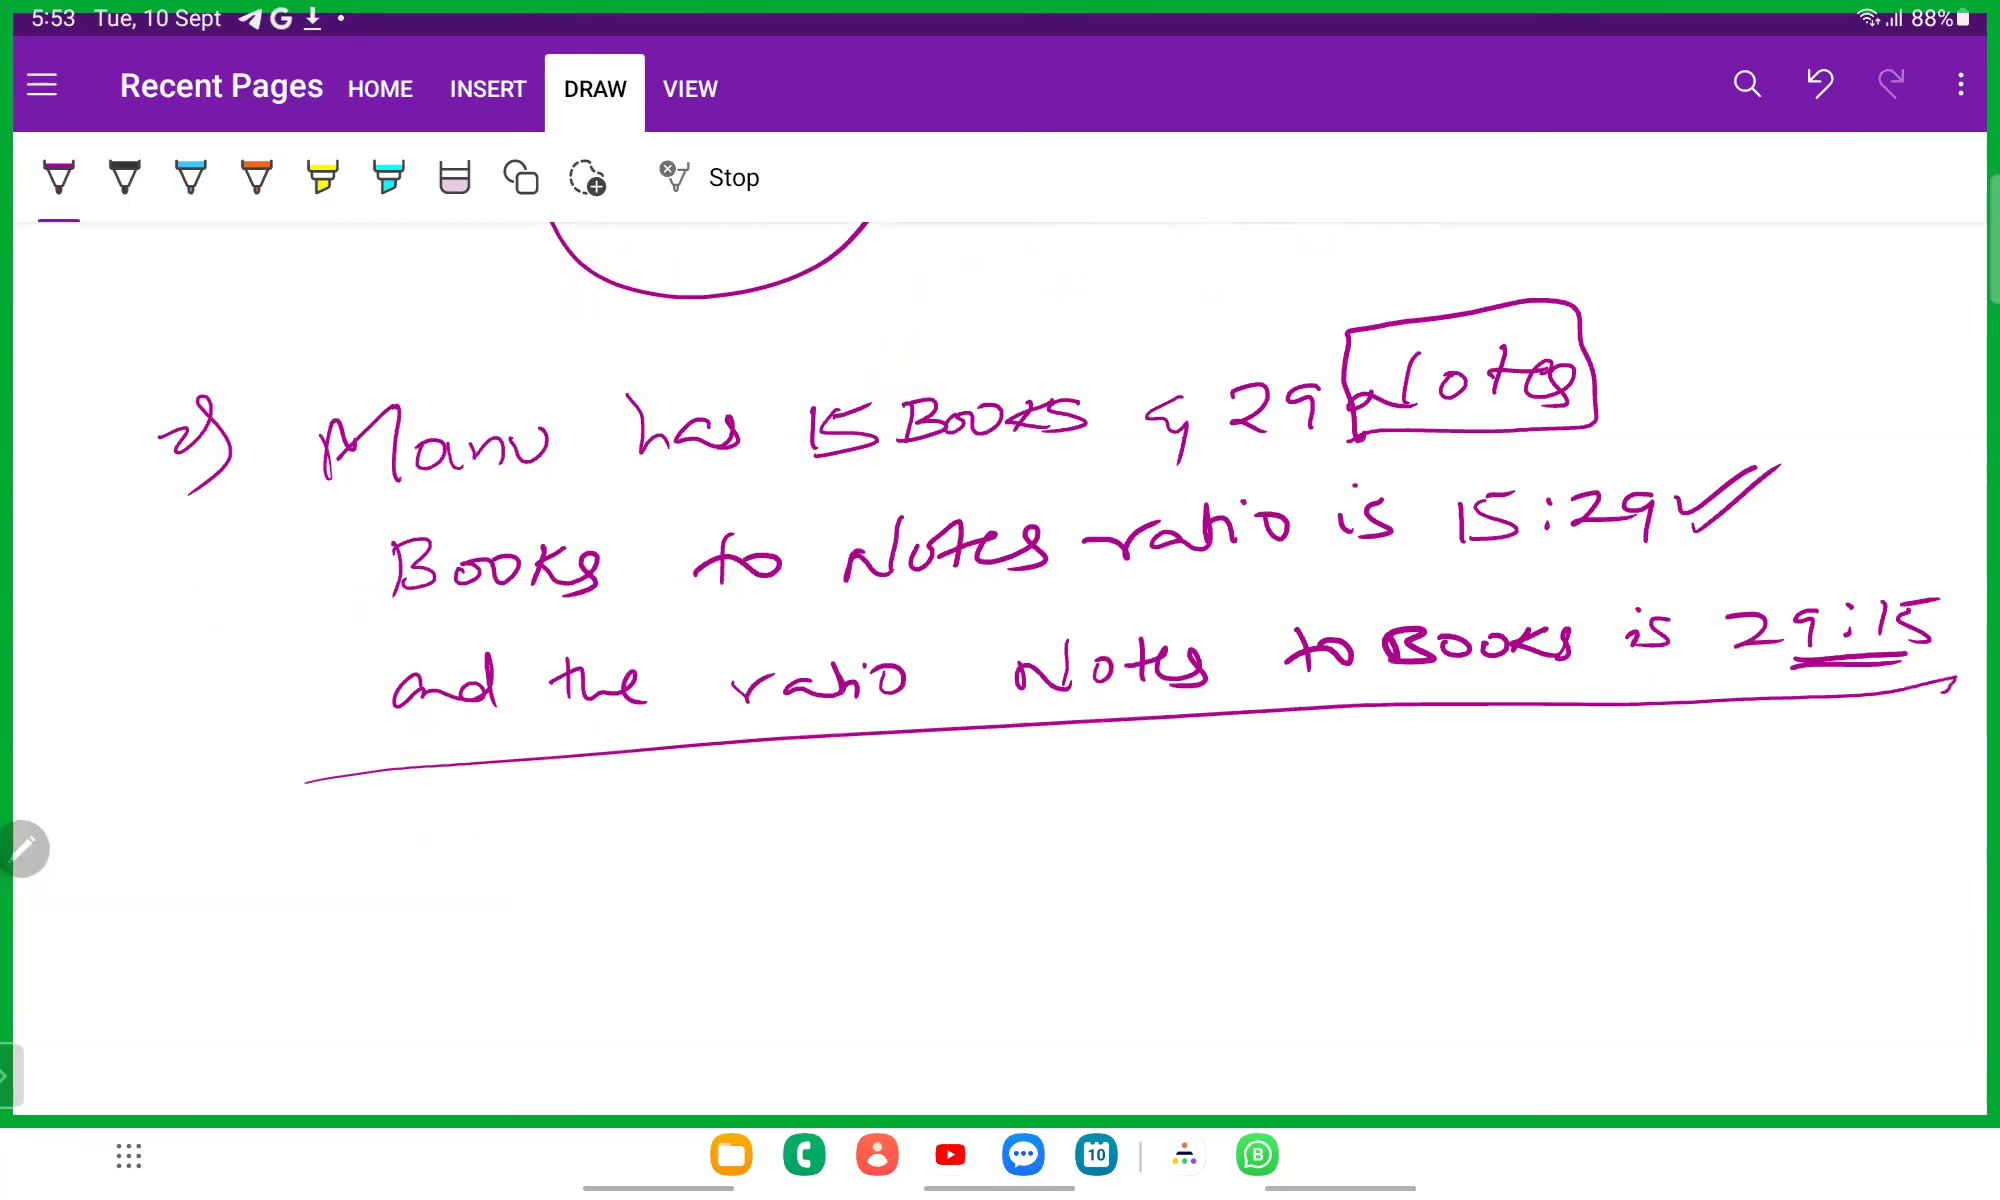 5:53 Tue, 10 Sept G 88%
Recent Pages HOME INSERT DRAW VIEW
Stop
2) Manu has 15 Books & 29 Notes
Books to Notes ratio is 15:29
and the ratio Notes to Books is 29:15
10
B